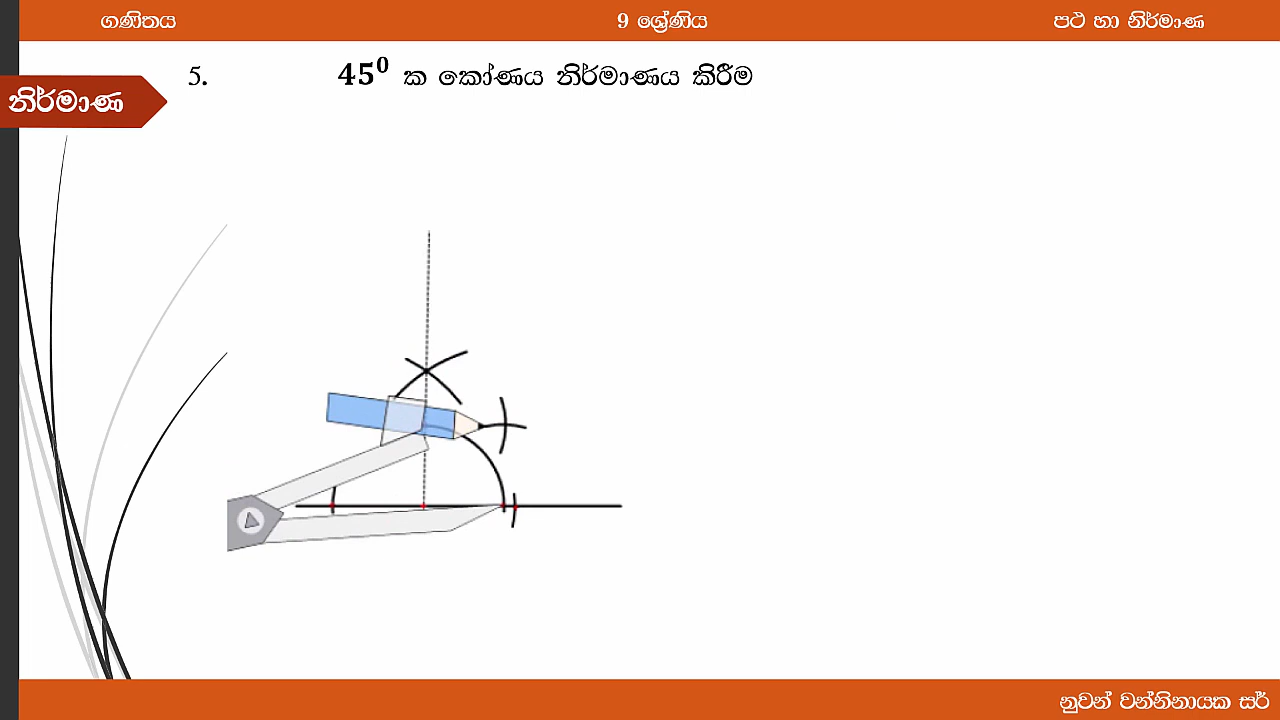 ගණිතය 9 ශ්‍රේණිය පථ හා නිර්මාණ
5. 45⁰ ක කෝණය නිර්මාණය කිරීම
නිර්මාණ
නුවන් වන්නිනායක සර්